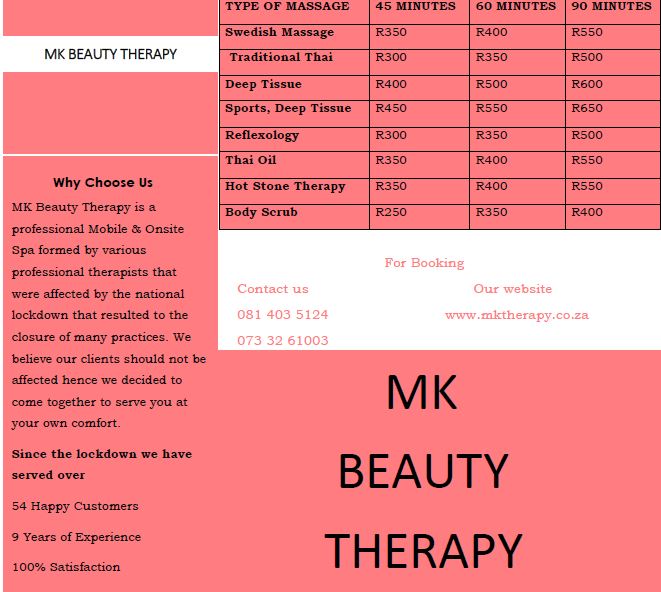 MK BEAUTY THERAPY
Why Choose Us
MK Beauty Therapy is a
professional Mobile & Onsite
Spa formed by various
professional therapists that
were affected by the national
lockdown that resulted to the
closure of many practices. We
believe our clients should not be
affected hence we decided to
come together to serve you at
your own comfort.
Since the lockdown we have
served over
54 Happy Customers
9 Years of Experience
100% Satisfaction
TYPE OF MASSAGE 45 MINUTES 60 MINUTES 90 MINUTES
Swedish Massage R350 R400 R550
Traditional Thai R300 R350 R500
Deep Tissue R400 R500 R600
Sports, Deep Tissue R450 R550 R650
Reflexology R300 R350 R500
Thai Oil R350 R400 R550
Hot Stone Therapy R350 R400 R550
Body Scrub R250 R350 R400
For Booking
Contact us Our website
081 403 5124 www.mktherapy.co.za
073 32 61003
MK
BEAUTY
THERAPY